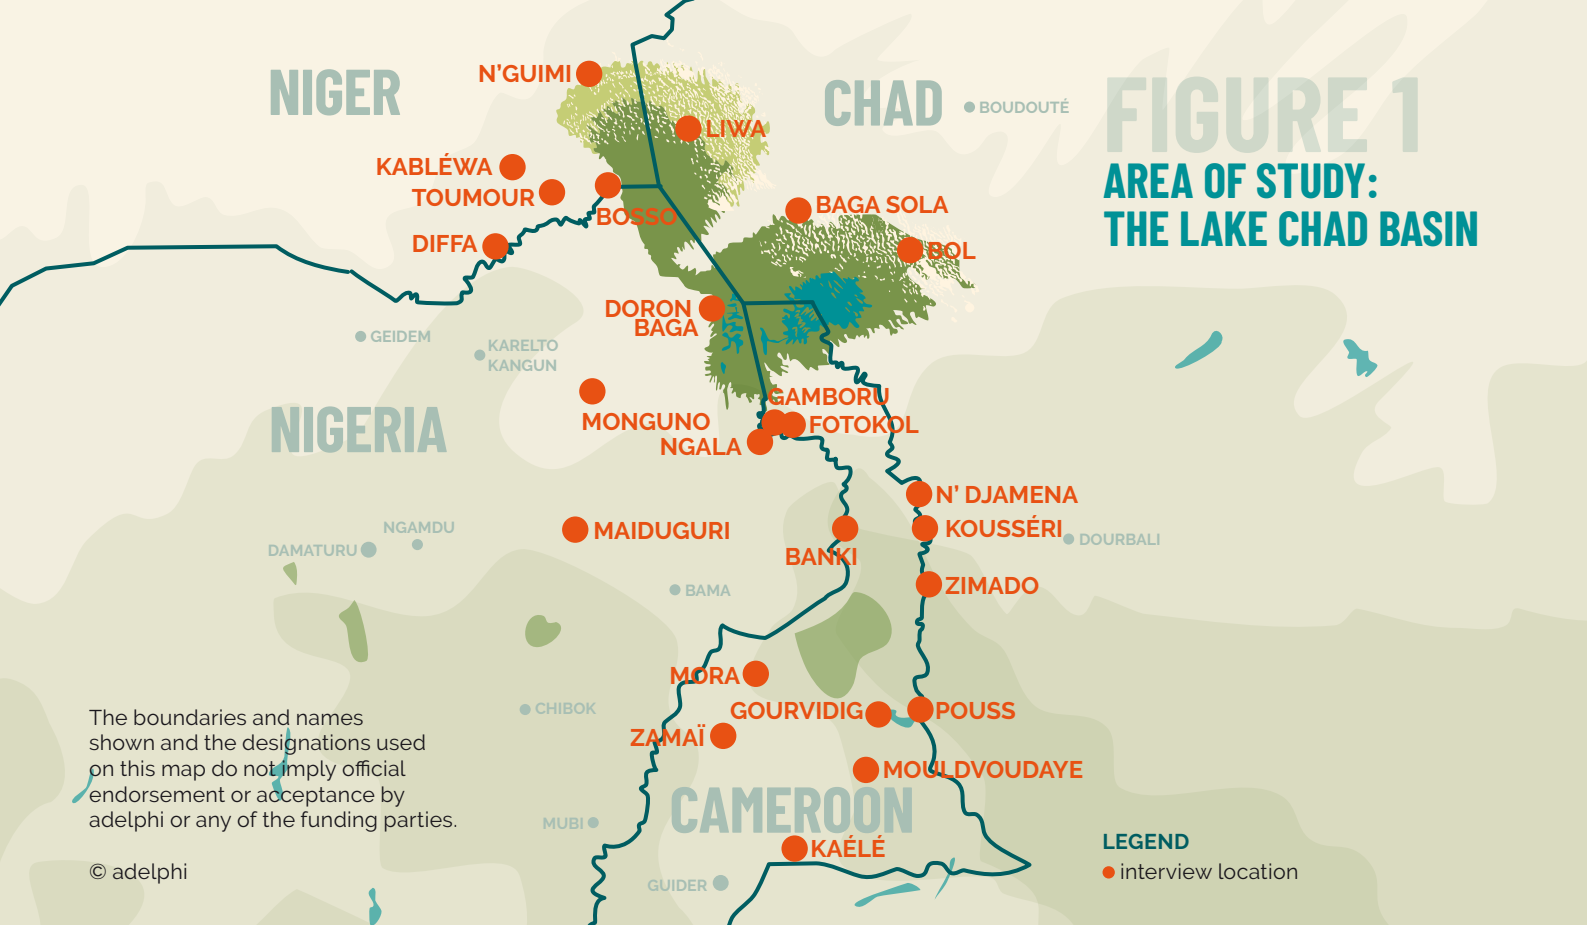 FIGURE 1
AREA OF STUDY:
THE LAKE CHAD BASIN
NIGER
CHAD
BOUDOUTÉ
N’GUIMI
LIWA
KABLÉWA
TOUMOUR
BOSSO
BAGA SOLA
DIFFA
BOL
DORON
BAGA
GEIDEM
KARELTO
KANGUN
NIGERIA
MONGUNO
GAMBORU
FOTOKOL
NGALA
N’ DJAMENA
KOUSSÉRI
DOURBALI
NGAMDU
DAMATURU
MAIDUGURI
BANKI
BAMA
ZIMADO
MORA
CHIBOK
GOURVIDIG
POUSS
ZAMAÏ
MOULDVOUDAYE
CAMEROON
MUBI
KAÉLÉ
GUIDER
The boundaries and names
shown and the designations used
on this map do not imply official
endorsement or acceptance by
adelphi or any of the funding parties.
© adelphi
LEGEND
interview location